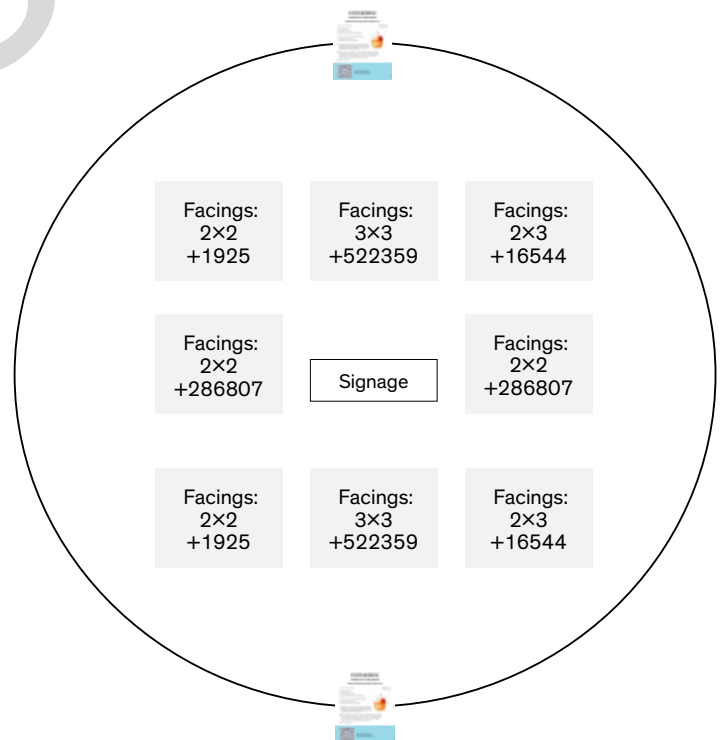 Facings:
2×2
+1925
Facings:
3×3
+522359
Facings:
2×3
+16544
Facings:
2×2
+286807
Signage
Facings:
2×2
+286807
Facings:
2×2
+1925
Facings:
3×3
+522359
Facings:
2×3
+16544